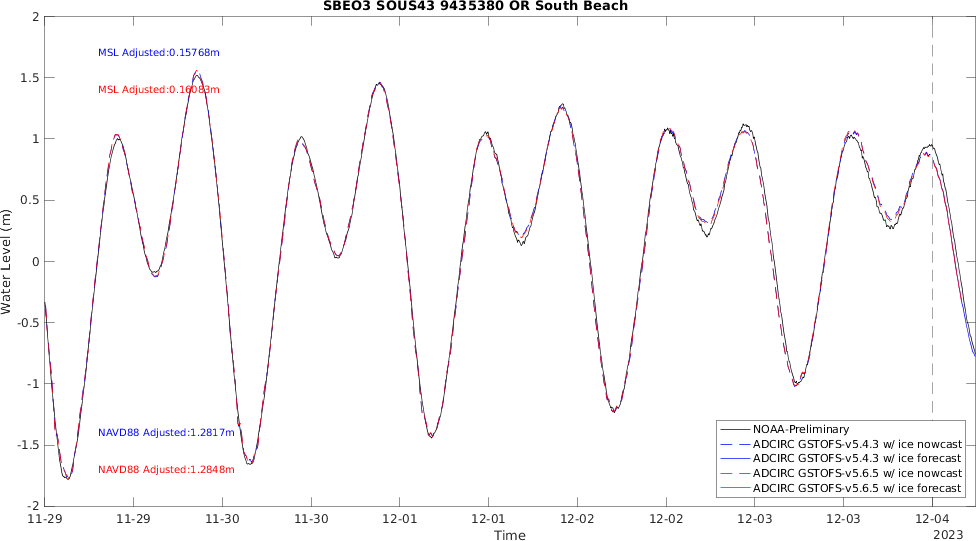 SBEO3 SOUS43 9435380 OR South Beach
2
1.5
1
0.5
0
-0.5
-1
-1.5
-2
Water Level (m)
MSL Adjusted:0.15768m
MSL Adjusted:0.16083m
NAVD88 Adjusted:1.2817m
NAVD88 Adjusted:1.2848m
NOAA-Preliminary
ADCIRC GSTOFS-v5.4.3 w/ ice nowcast
ADCIRC GSTOFS-v5.4.3 w/ ice forecast
ADCIRC GSTOFS-v5.6.5 w/ ice nowcast
ADCIRC GSTOFS-v5.6.5 w/ ice forecast
11-29 11-29 11-30 11-30 12-01 12-01 12-02 12-02 12-03 12-03 12-04
Time
2023